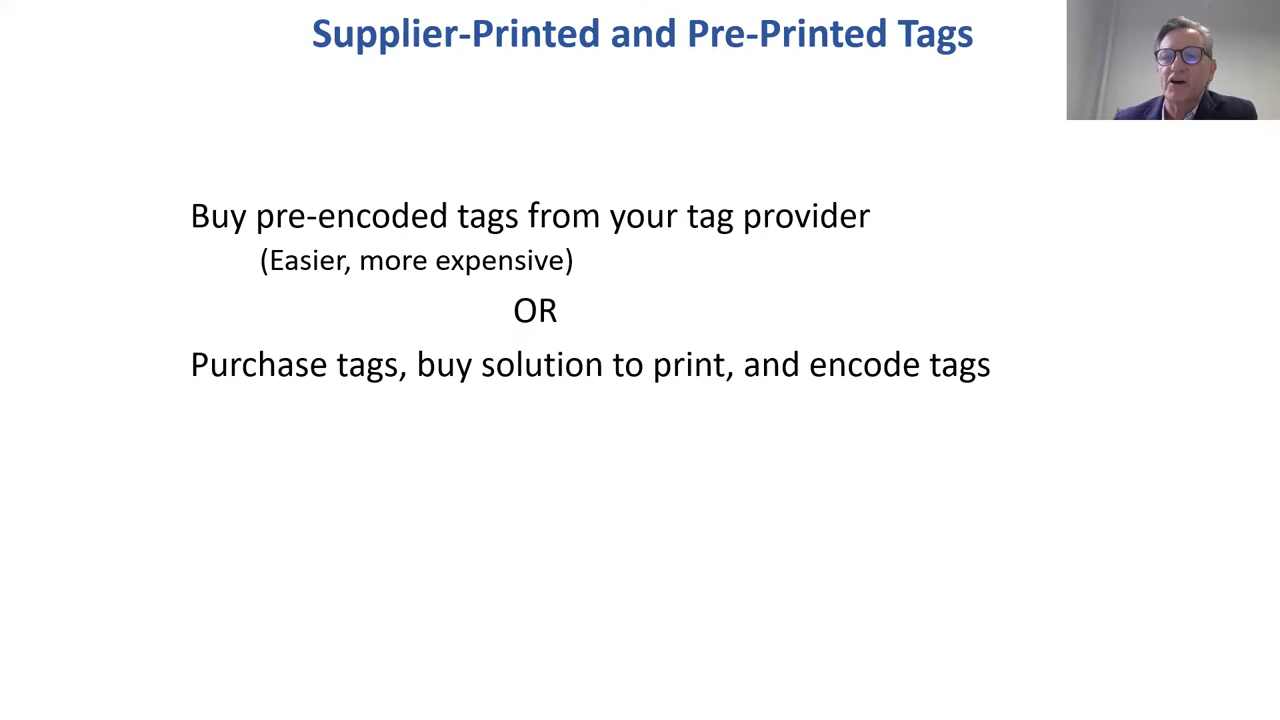 Supplier-Printed and Pre-Printed Tags
Buy pre-encoded tags from your tag provider
(Easier, more expensive)
OR
Purchase tags, buy solution to print, and encode tags